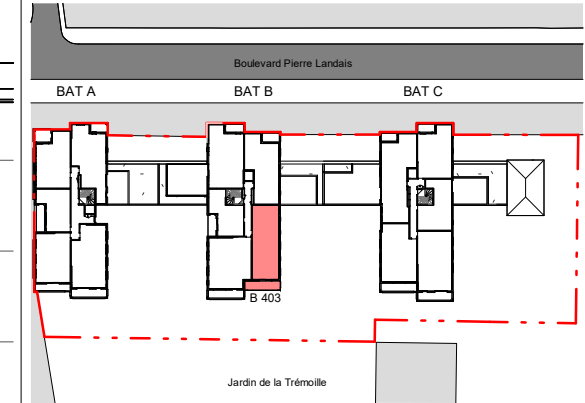 Boulevard Pierre Landais
BAT A
BAT B
BAT C
B 403
Jardin de la Trémoille